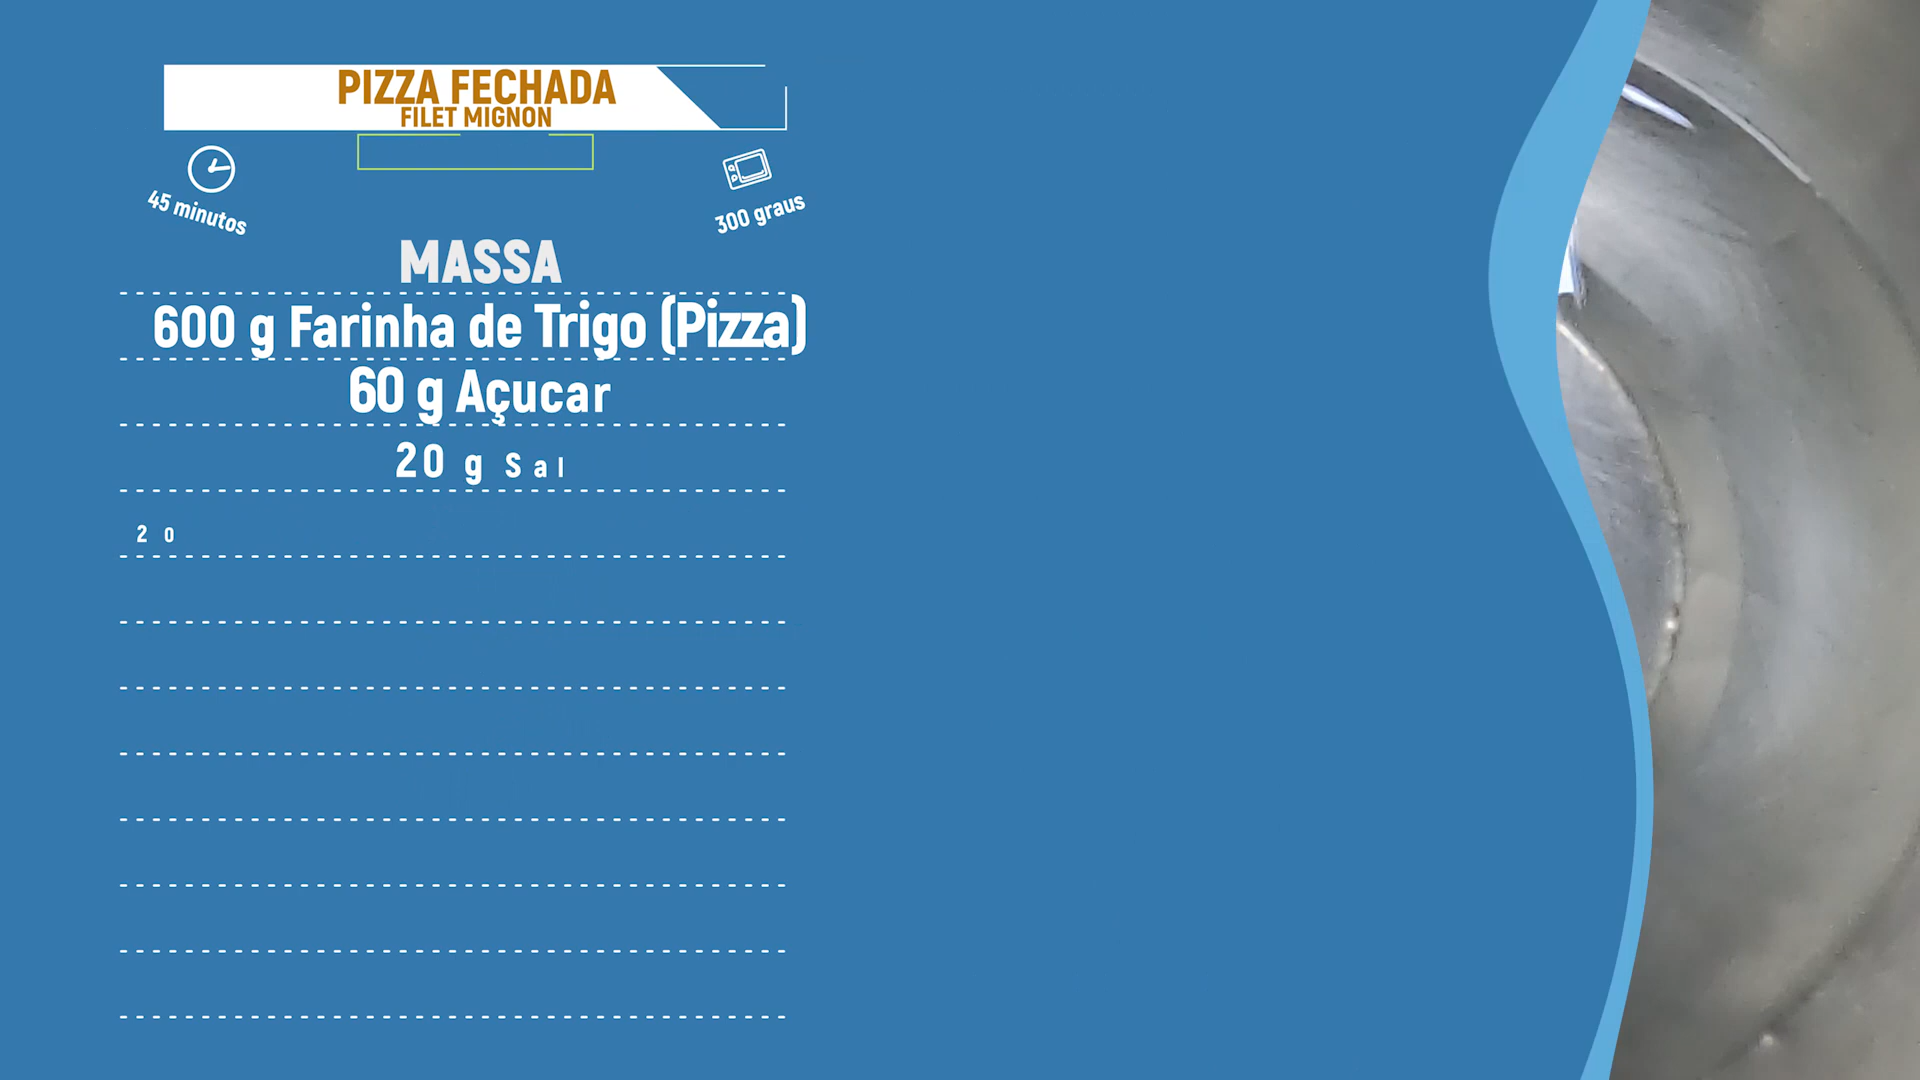 PIZZA FECHADA
FILET MIGNON
45 minutos
300 graus
MASSA
600 g Farinha de Trigo (Pizza)
60 g Açucar
20 g Sal
2 o